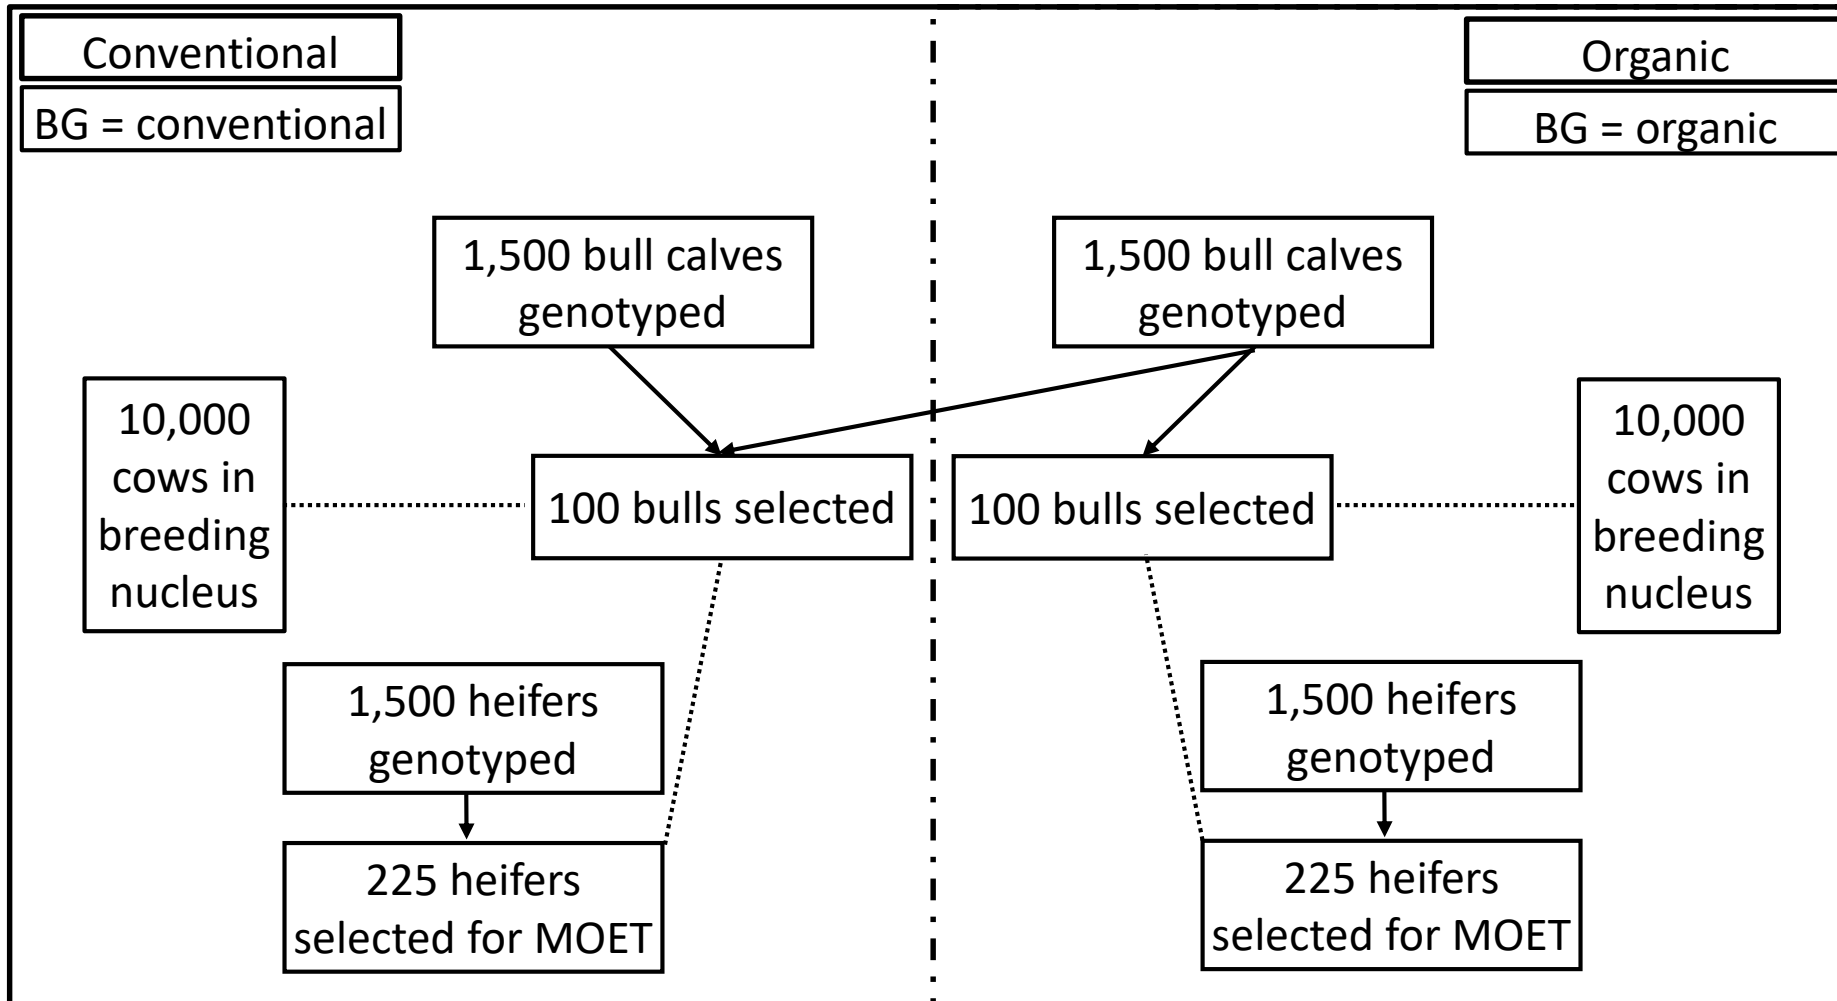 Conventional
BG = conventional
Organic
BG = organic
1,500 bull calves
genotyped
1,500 bull calves
genotyped
10,000
cows in
breeding
nucleus
100 bulls selected
100 bulls selected
10,000
cows in
breeding
nucleus
1,500 heifers
genotyped
1,500 heifers
genotyped
225 heifers
selected for MOET
225 heifers
selected for MOET